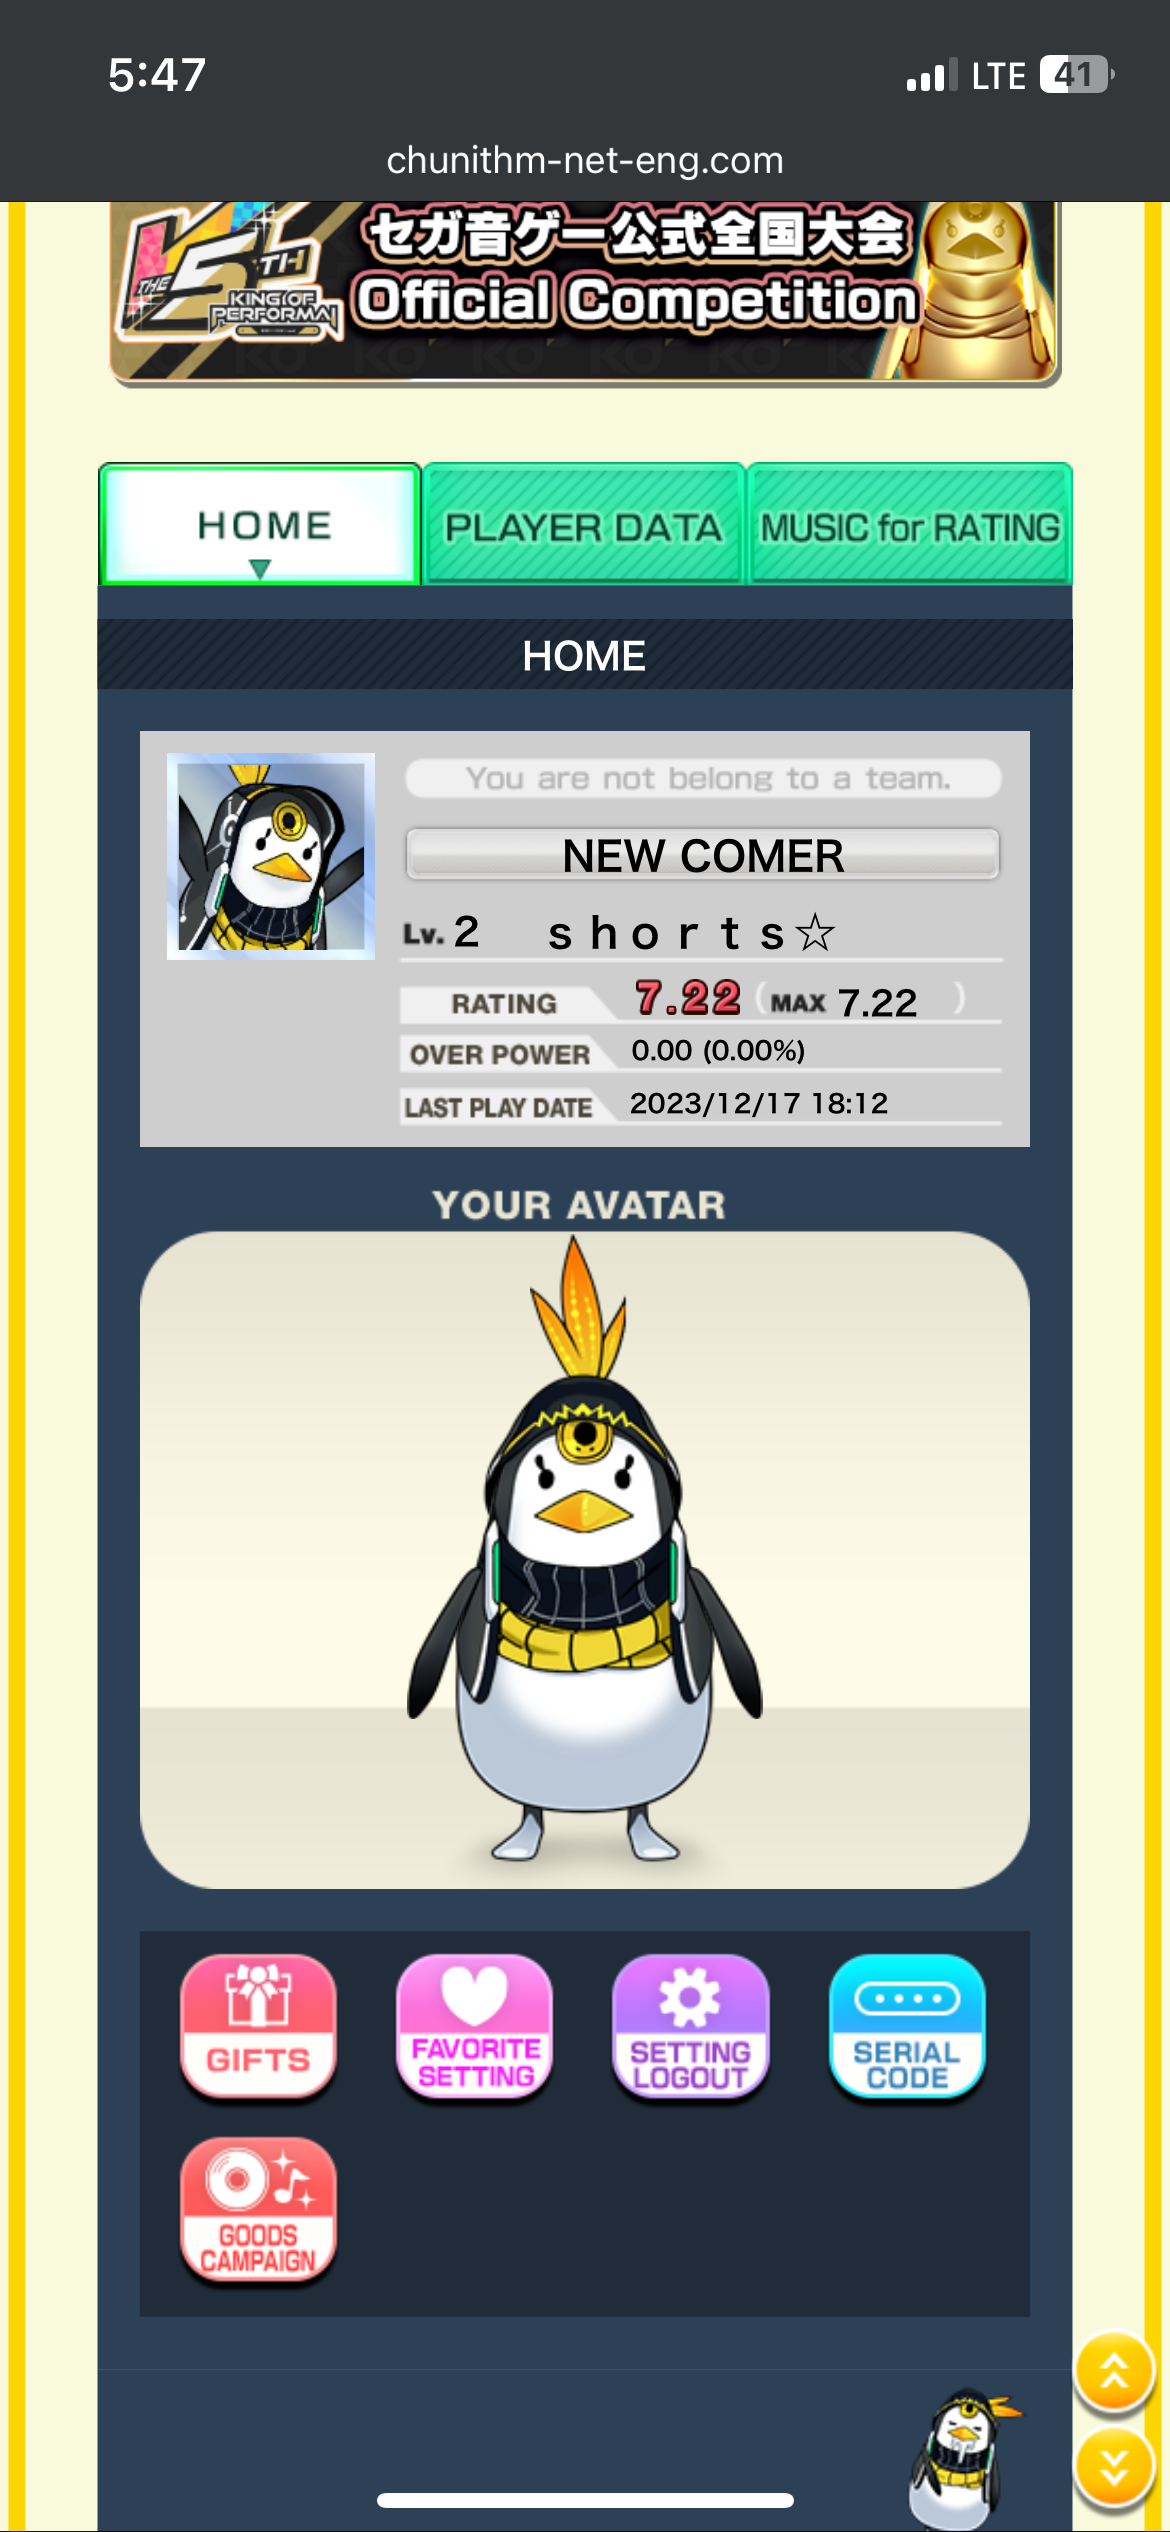 5:47
LTE 41
chunithm-net-eng.com
THE 5TH
KING OF
PERFORMAI
セガ音ゲー公式全国大会
Official Competition
HOME
PLAYER DATA
MUSIC for RATING
HOME
You are not belong to a team.
NEW COMER
Lv. 2 ｓｈｏｒｔｓ☆
RATING 7.22 (MAX 7.22 )
OVER POWER 0.00 (0.00%)
LAST PLAY DATE 2023/12/17 18:12
YOUR AVATAR
GIFTS
FAVORITE
SETTING
SETTING
LOGOUT
SERIAL
CODE
GOODS
CAMPAIGN